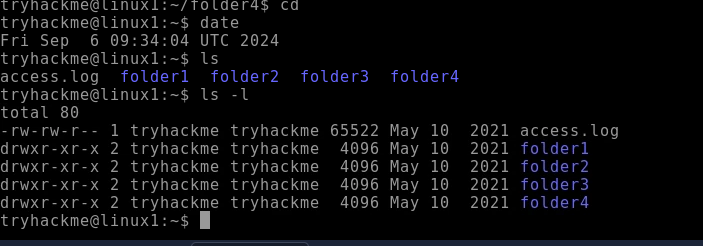 tryhackme@linux1:~/folder4$ cd
tryhackme@linux1:~$ date
Fri Sep  6 09:34:04 UTC 2024
tryhackme@linux1:~$ ls
access.log  folder1  folder2  folder3  folder4
tryhackme@linux1:~$ ls -l
total 80
-rw-rw-r-- 1 tryhackme tryhackme 65522 May 10  2021 access.log
drwxr-xr-x 2 tryhackme tryhackme  4096 May 10  2021 folder1
drwxr-xr-x 2 tryhackme tryhackme  4096 May 10  2021 folder2
drwxr-xr-x 2 tryhackme tryhackme  4096 May 10  2021 folder3
drwxr-xr-x 2 tryhackme tryhackme  4096 May 10  2021 folder4
tryhackme@linux1:~$